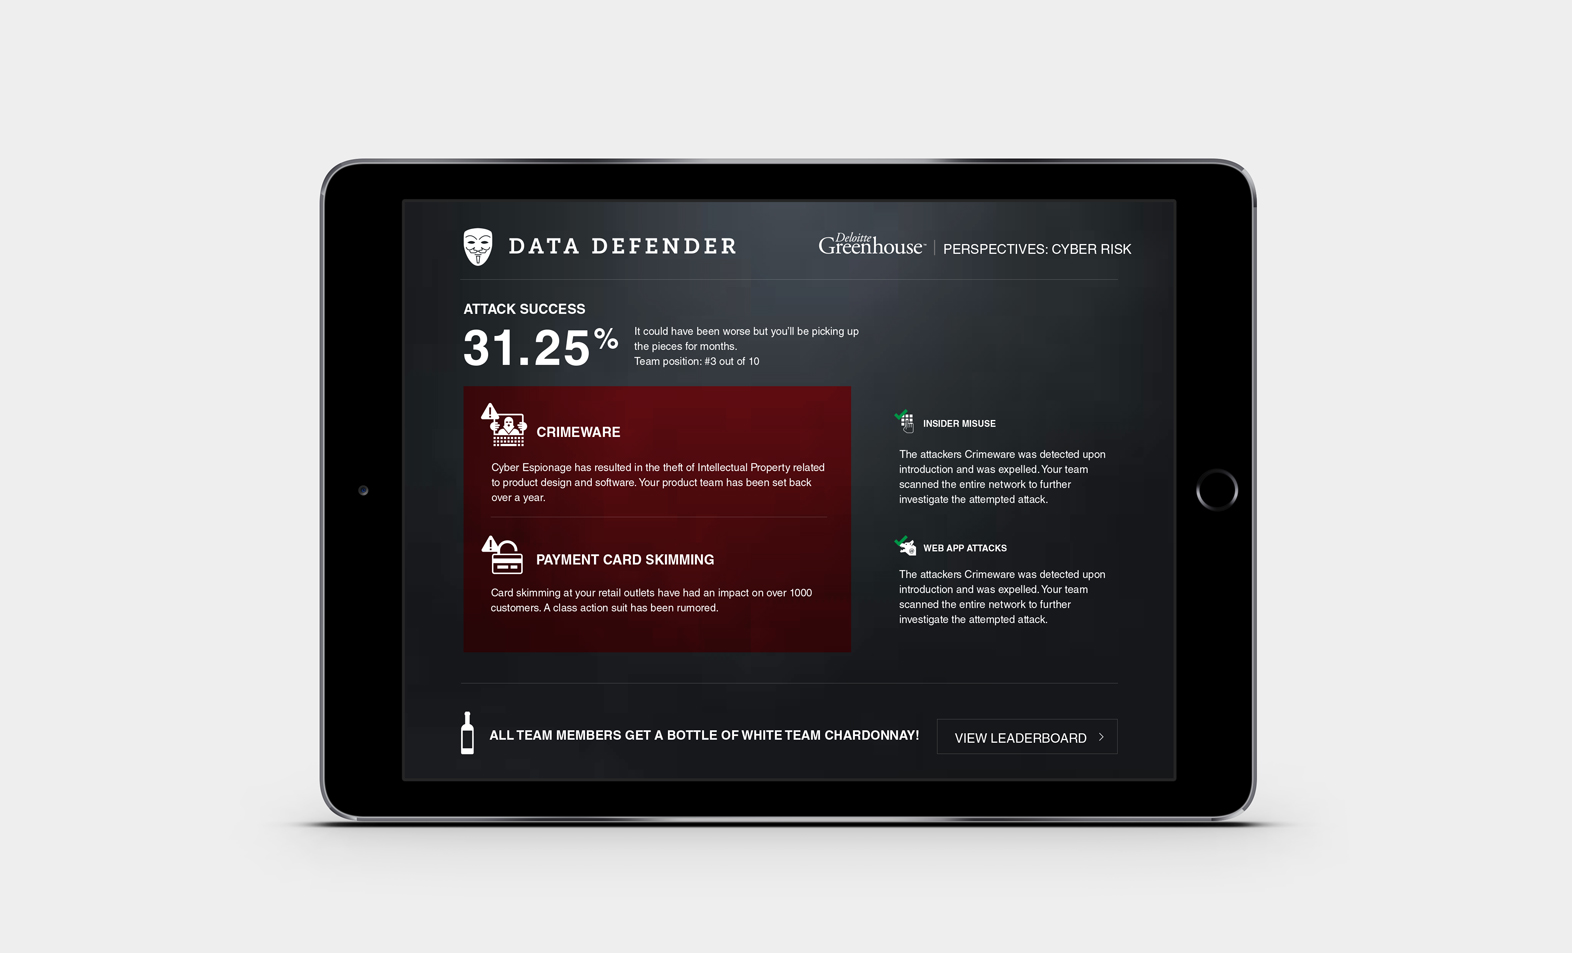 DATA DEFENDER
Deloitte
Greenhouse™ | PERSPECTIVES: CYBER RISK
ATTACK SUCCESS
31.25%
It could have been worse but you'll be picking up
the pieces for months.
Team position: #3 out of 10
CRIMEWARE
Cyber Espionage has resulted in the theft of Intellectual Property related
to product design and software. Your product team has been set back
over a year.
PAYMENT CARD SKIMMING
Card skimming at your retail outlets have had an impact on over 1000
customers. A class action suit has been rumored.
INSIDER MISUSE
The attackers Crimeware was detected upon
introduction and was expelled. Your team
scanned the entire network to further
investigate the attempted attack.
WEB APP ATTACKS
The attackers Crimeware was detected upon
introduction and was expelled. Your team
scanned the entire network to further
investigate the attempted attack.
ALL TEAM MEMBERS GET A BOTTLE OF WHITE TEAM CHARDONNAY!
VIEW LEADERBOARD >